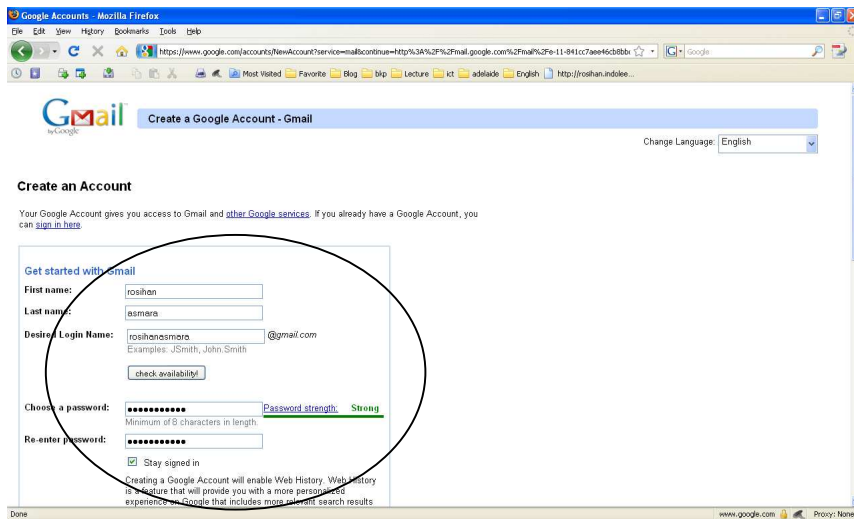 Google Accounts - Mozilla Firefox
File Edit View History Bookmarks Tools Help
https://www.google.com/accounts/NewAccount?service=mail&continue=http%3A%2F%2Fmail.google.com%2Fmail%2Fe-11-841cc7aee46cb8bb
G Google
Most Visited Favorite Blog bkp Lecture ict adelaide English http://rosihan.indolee...
Gmail
by Google
Create a Google Account - Gmail
Change Language: English
Create an Account
Your Google Account gives you access to Gmail and other Google services. If you already have a Google Account, you
can sign in here.
Get started with Gmail
First name: rosihan
Last name: asmara
Desired Login Name: rosihanasmara @gmail.com
Examples: JSmith, John.Smith
check availability!
Choose a password: ●●●●●●●●●●● Password strength: Strong
Minimum of 8 characters in length.
Re-enter password: ●●●●●●●●●●●
Stay signed in
Creating a Google Account will enable Web History. Web History
is a feature that will provide you with a more personalized
experience on Google that includes more relevant search results
Done www.google.com Proxy: None